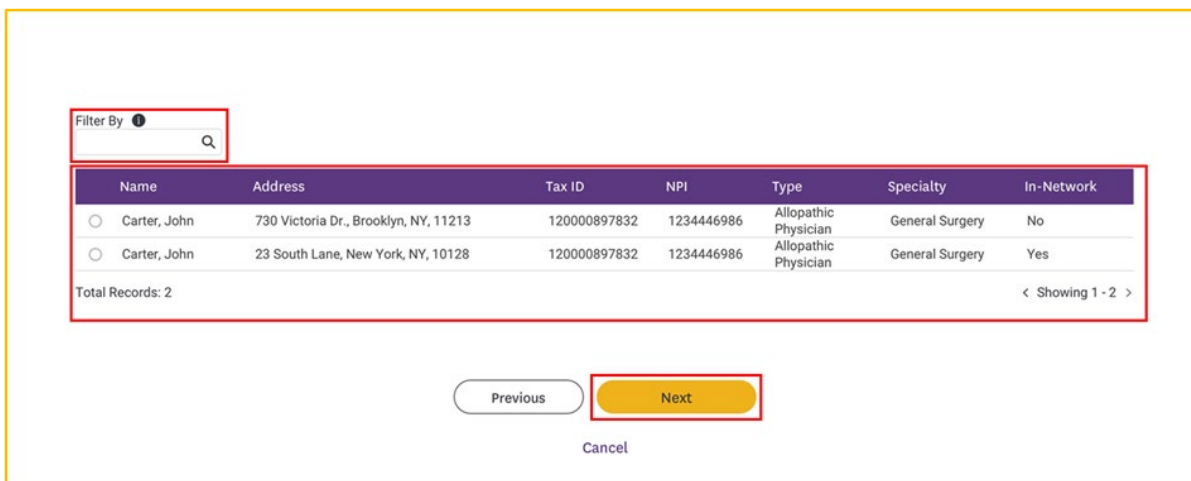 Filter By
Name Address Tax ID NPI Type Specialty In-Network
Carter, John 730 Victoria Dr., Brooklyn, NY, 11213 120000897832 1234446986 Allopathic Physician General Surgery No
Carter, John 23 South Lane, New York, NY, 10128 120000897832 1234446986 Allopathic Physician General Surgery Yes
Total Records: 2 < Showing 1 - 2 >
Previous Next
Cancel